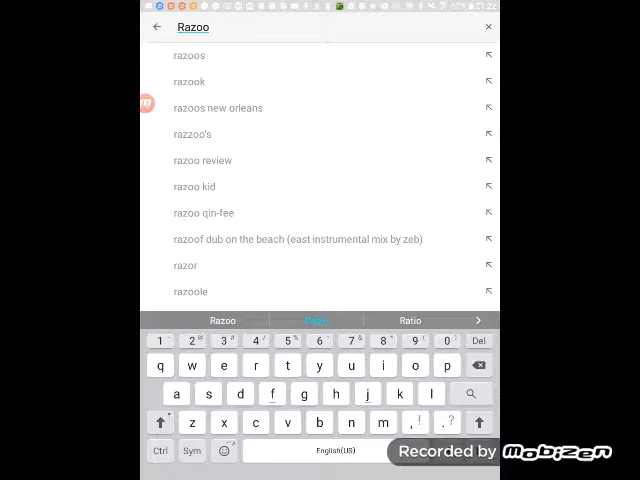 Razoo
razoos
razook
razoos new orleans
razzoo's
razoo review
razoo kid
razoo qin-fee
razoof dub on the beach (east instrumental mix by zeb)
razor
razoole
Razoo Ratio
1 2 3 4 5 6 7 8 9 0 Del
q w e r t y u i o p
a s d f g h j k l
z x c v b n m , ! . ?
Ctrl Sym English(US)
Recorded by Mobizen